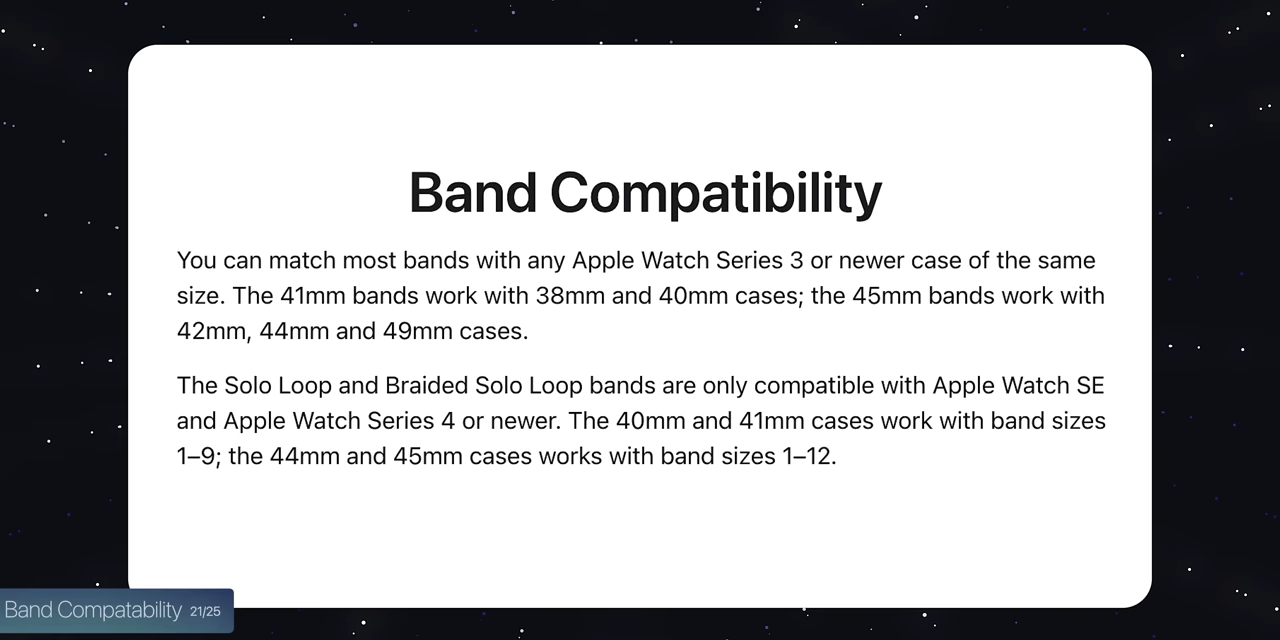 Band Compatibility
You can match most bands with any Apple Watch Series 3 or newer case of the same
size. The 41mm bands work with 38mm and 40mm cases; the 45mm bands work with
42mm, 44mm and 49mm cases.
The Solo Loop and Braided Solo Loop bands are only compatible with Apple Watch SE
and Apple Watch Series 4 or newer. The 40mm and 41mm cases work with band sizes
1–9; the 44mm and 45mm cases works with band sizes 1–12.
Band Compatability 21/25